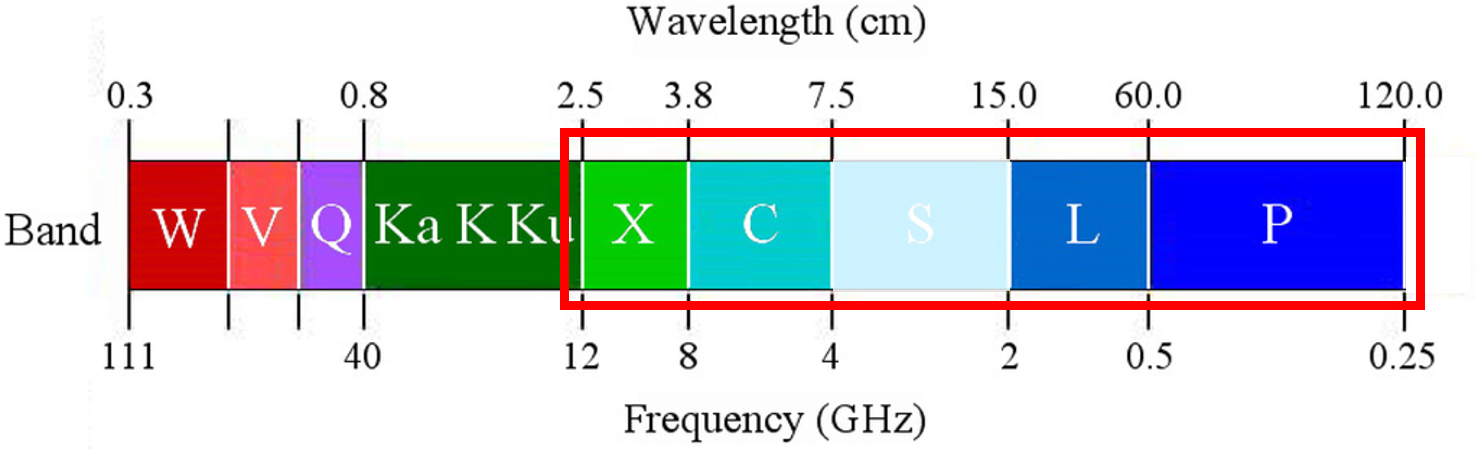 Wavelength (cm)
0.3 0.8 2.5 3.8 7.5 15.0 60.0 120.0
Band W V Q Ka K Ku X C S L P
111 40 12 8 4 2 0.5 0.25
Frequency (GHz)